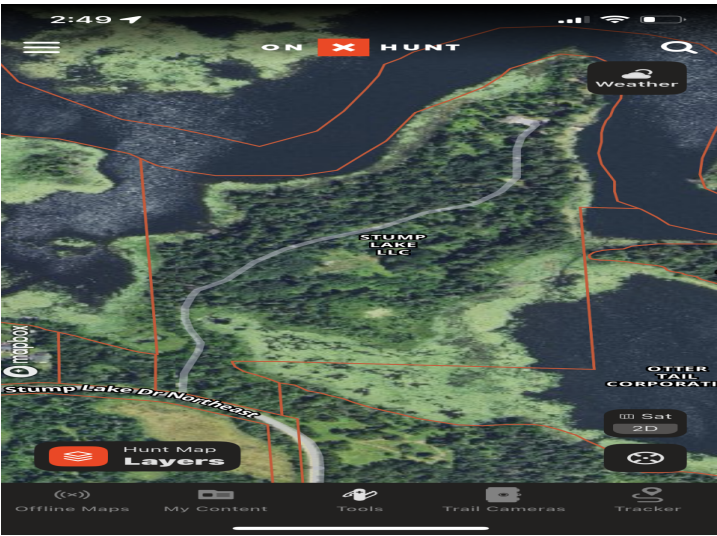 2:49
ON X HUNT
Weather
STUMP
LAKE
LLC
mapbox
OTTER
TAIL
CORPORATI
Stump Lake Dr Northeast
Sat
2D
Hunt Map
Layers
Offline Maps
My Content
Tools
Trail Cameras
Tracker